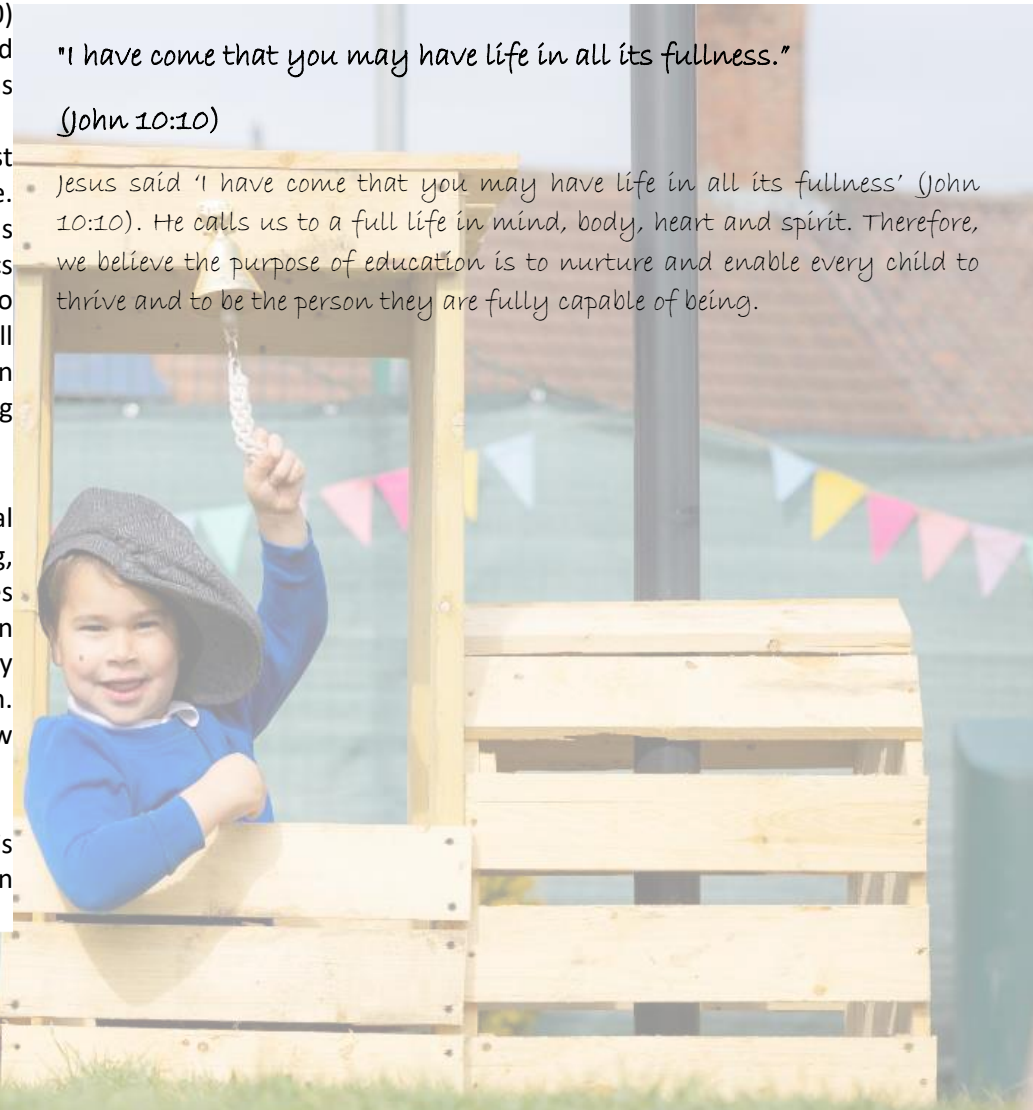 "I have come that you may have life in all its fullness.”
(John 10:10)
Jesus said ‘I have come that you may have life in all its fullness’ (John
10:10). He calls us to a full life in mind, body, heart and spirit. Therefore,
we believe the purpose of education is to nurture and enable every child to
thrive and to be the person they are fully capable of being.